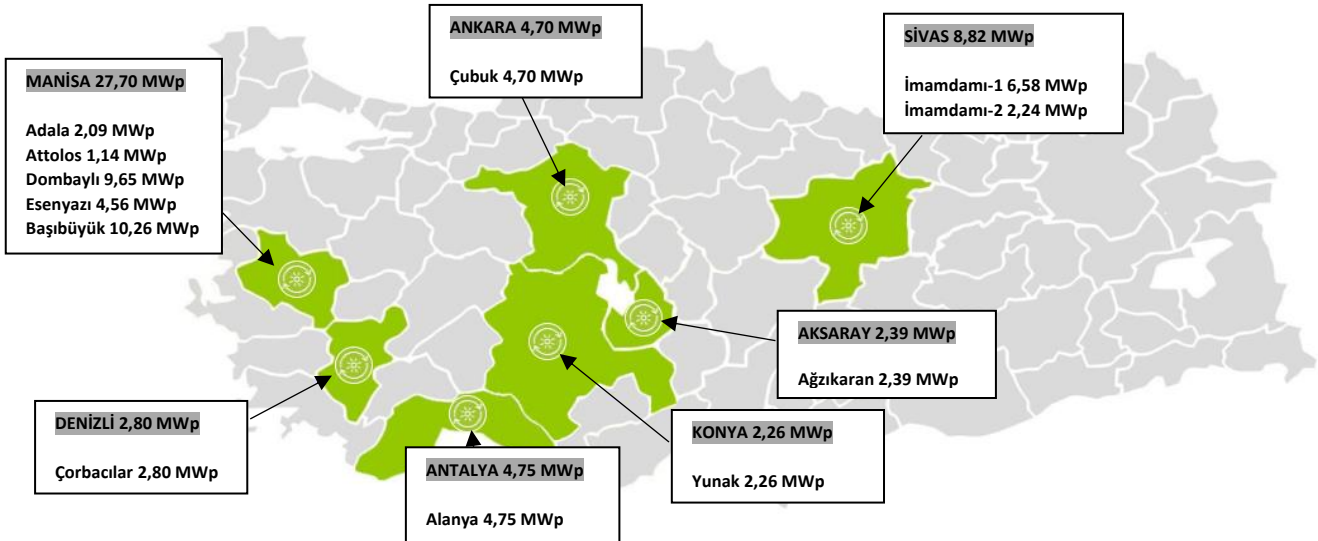 ANKARA 4,70 MWp
Çubuk 4,70 MWp
SİVAS 8,82 MWp
İmamdamı-1 6,58 MWp
İmamdamı-2 2,24 MWp
MANİSA 27,70 MWp
Adala 2,09 MWp
Attolos 1,14 MWp
Dombaylı 9,65 MWp
Esenyazı 4,56 MWp
Başıbüyük 10,26 MWp
AKSARAY 2,39 MWp
Ağzıkaran 2,39 MWp
DENİZLİ 2,80 MWp
Çorbacılar 2,80 MWp
ANTALYA 4,75 MWp
Alanya 4,75 MWp
KONYA 2,26 MWp
Yunak 2,26 MWp